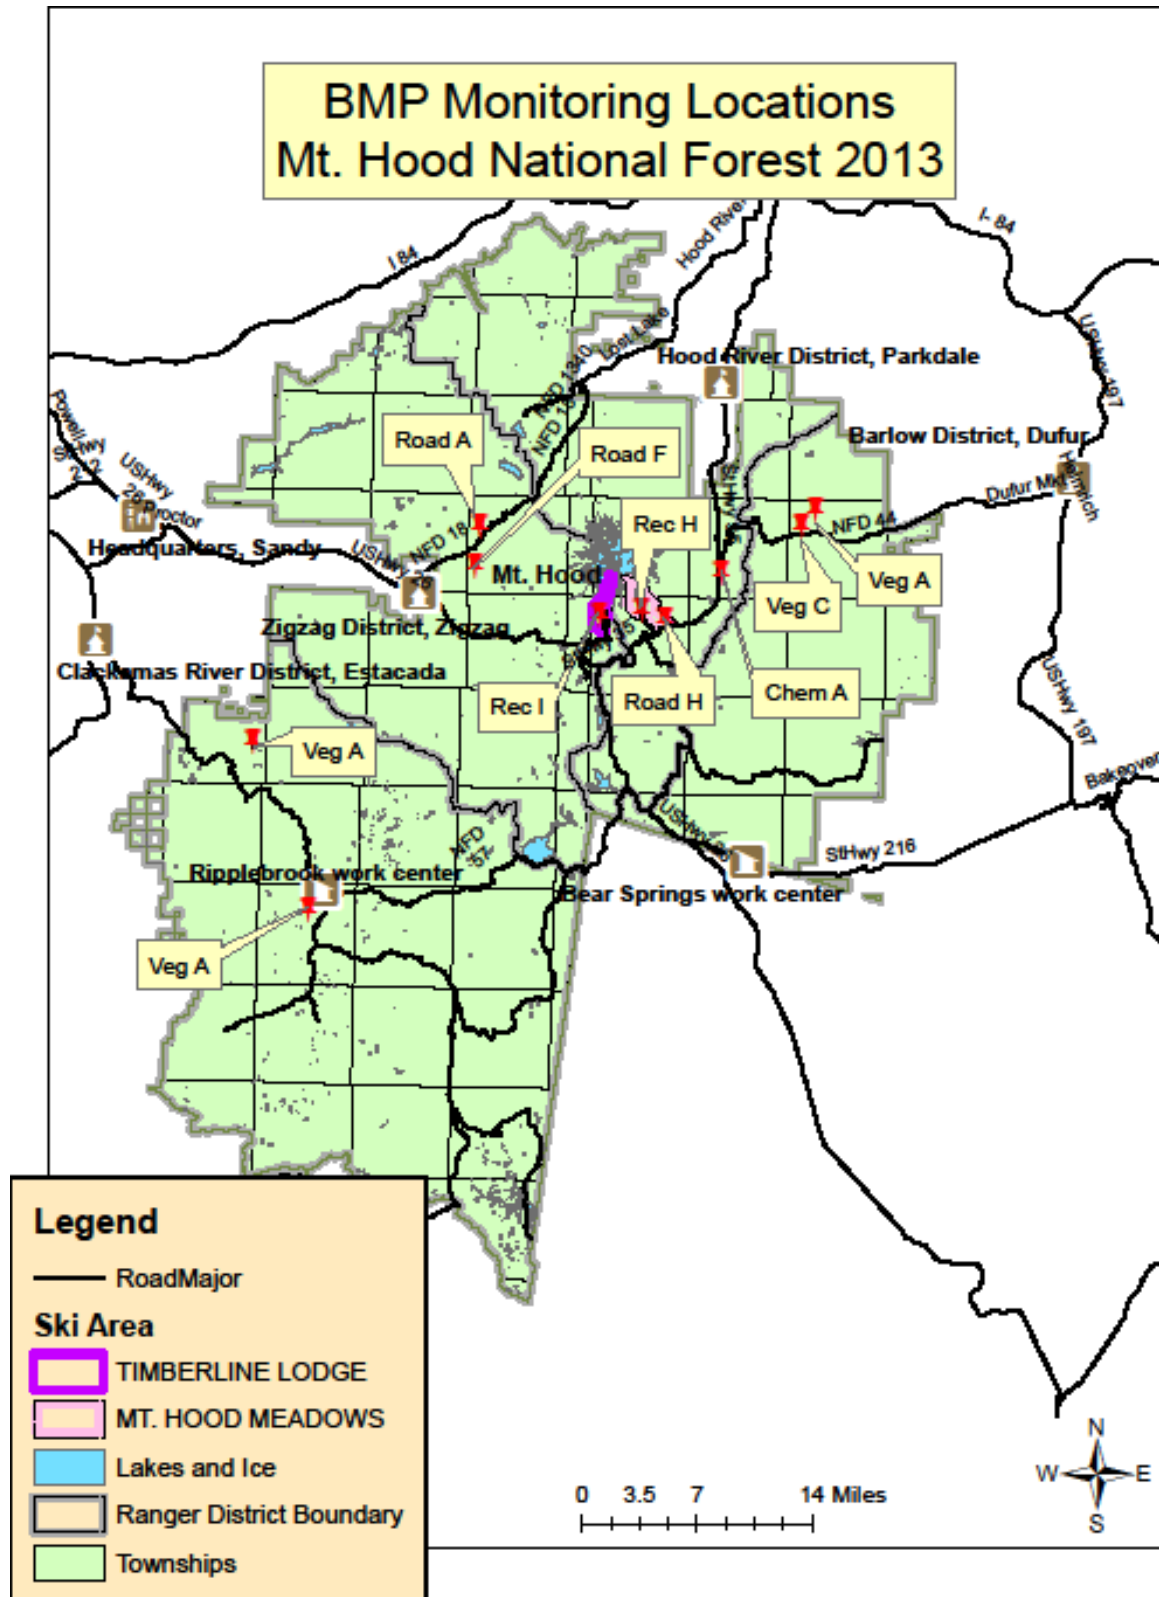 BMP Monitoring Locations
Mt. Hood National Forest 2013
I 84
Hood River
I- 84
Lost Lake
NFD 1340
NFD 18
Hood River District, Parkdale
USHwy 197
Powell
StHwy
USHwy
26
Proctor
Road A
Road F
Barlow District, Dufur
Dufur Mkt
Rec H
NFD 18
NFD 44
Headquarters, Sandy
USHwy 26
Mt. Hood
Veg A
Veg C
Zigzag District, Zigzag
Clackamas River District, Estacada
Rec I
Road H
Chem A
USHwy 197
Veg A
Bakeoven
NFD
57
USHwy 26
StHwy 216
Ripplebrook work center
Bear Springs work center
Veg A
Legend
RoadMajor
Ski Area
TIMBERLINE LODGE
MT. HOOD MEADOWS
Lakes and Ice
Ranger District Boundary
Townships
0 3.5 7 14 Miles
N
W E
S